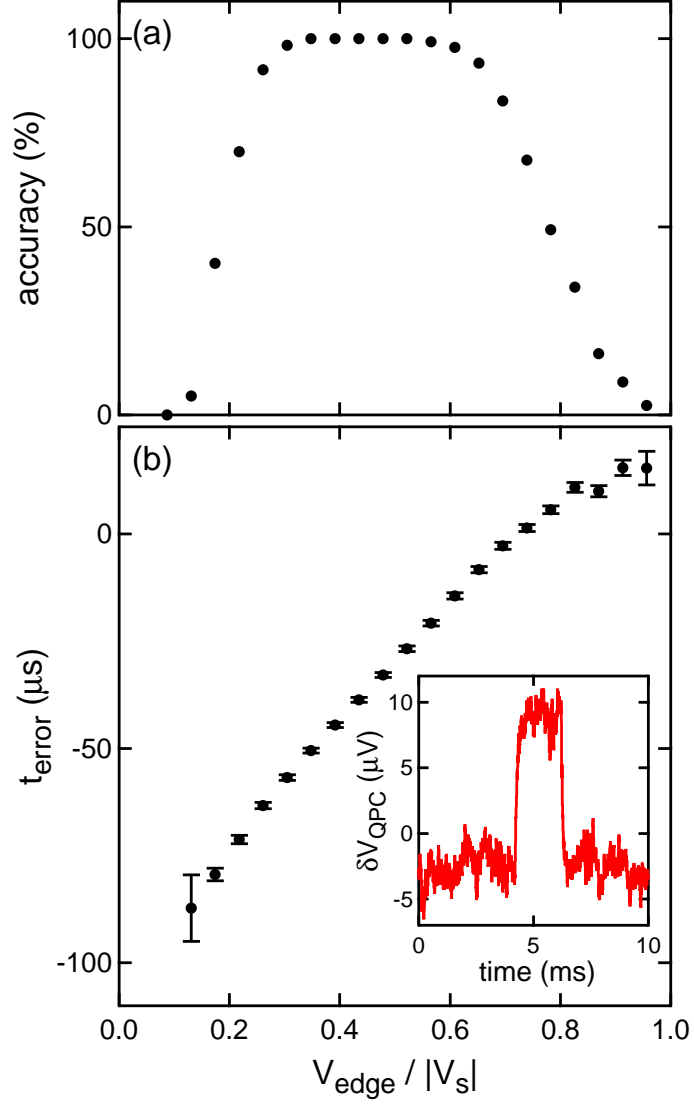 (a)
100
50
0
accuracy (%)
(b)
0
-50
-100
t_error (μs)
10
5
0
-5
δV_QPC (μV)
0 5 10
time (ms)
0.0 0.2 0.4 0.6 0.8 1.0
V_edge / |V_s|